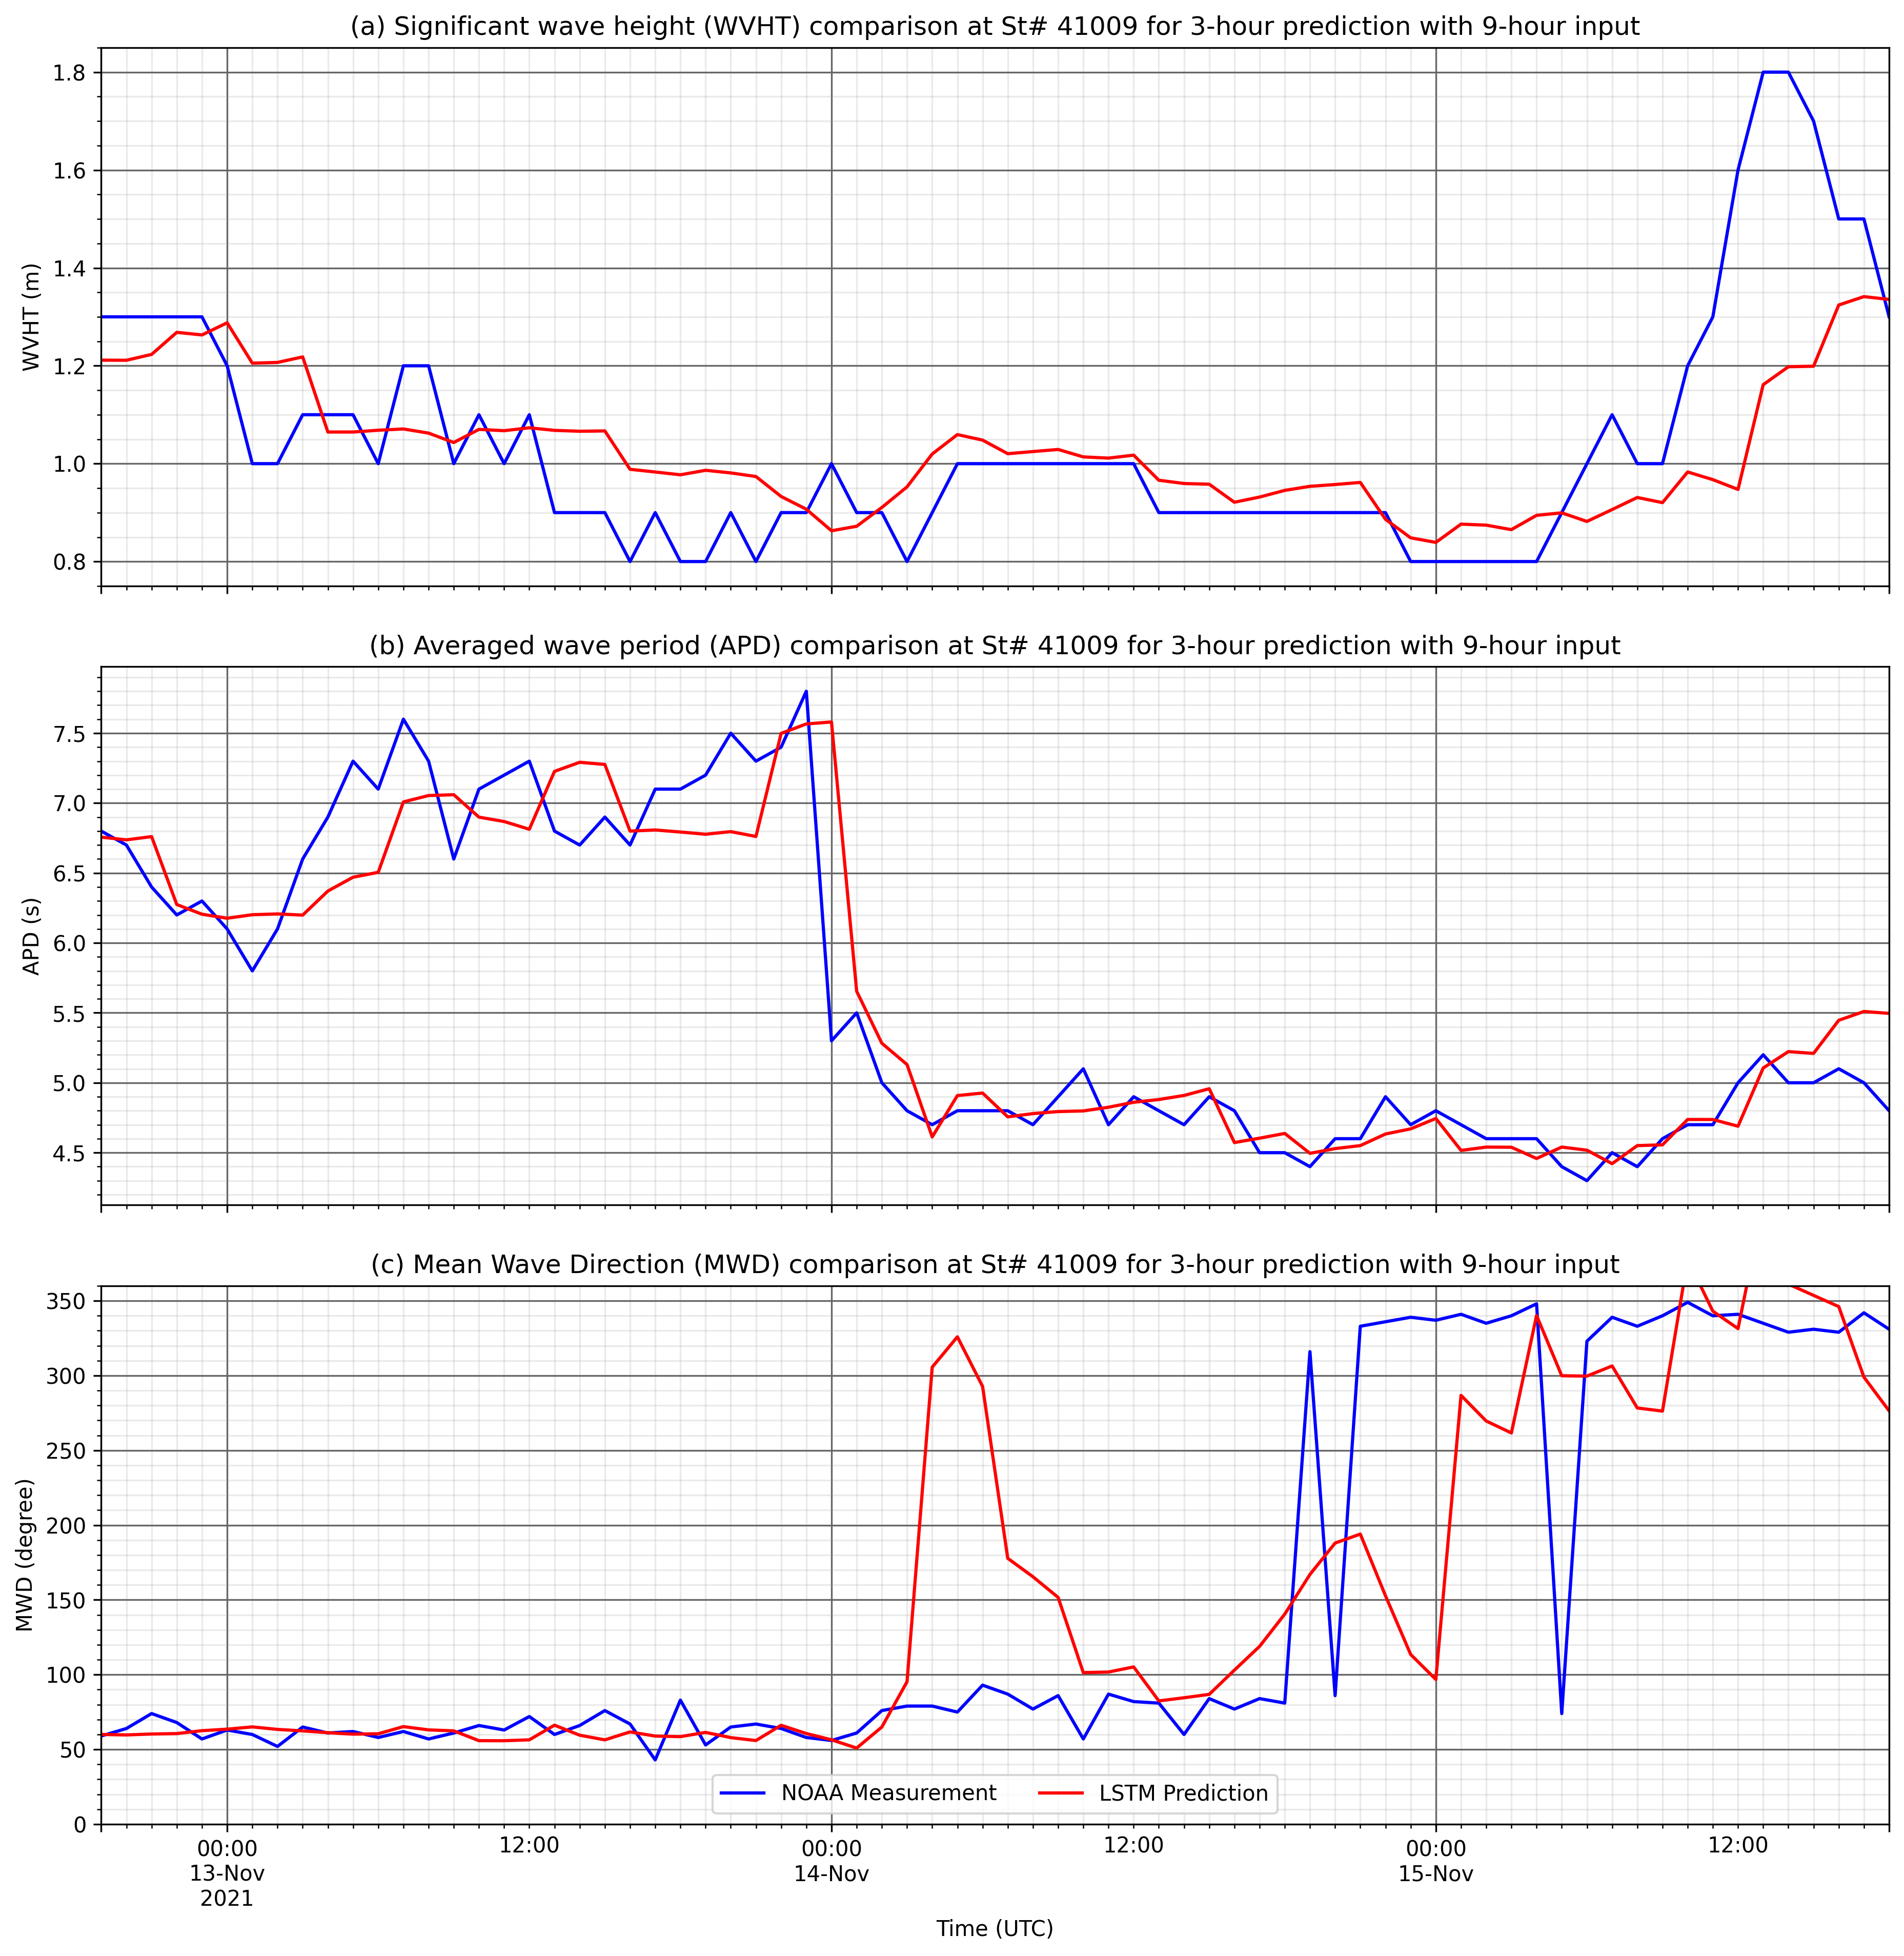 (a) Significant wave height (WVHT) comparison at St# 41009 for 3-hour prediction with 9-hour input
1.8
1.6
1.4
1.2
1.0
0.8
WVHT (m)
(b) Averaged wave period (APD) comparison at St# 41009 for 3-hour prediction with 9-hour input
7.5
7.0
6.5
6.0
5.5
5.0
4.5
APD (s)
(c) Mean Wave Direction (MWD) comparison at St# 41009 for 3-hour prediction with 9-hour input
350
300
250
200
150
100
50
0
MWD (degree)
NOAA Measurement LSTM Prediction
00:00 12:00 00:00 12:00 00:00 12:00
13-Nov 14-Nov 15-Nov
2021
Time (UTC)